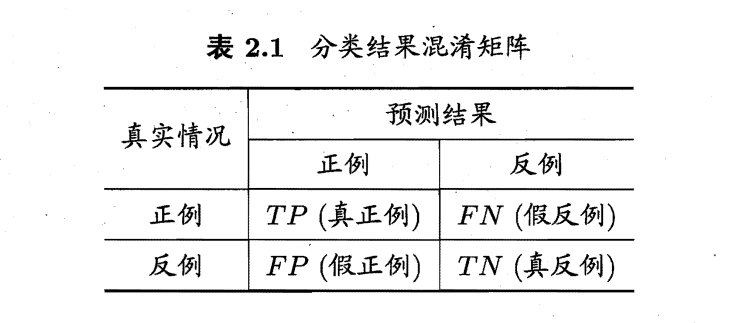 表 2.1 分类结果混淆矩阵
真实情况 预测结果
正例 反例
正例 TP (真正例) FN (假反例)
反例 FP (假正例) TN (真反例)